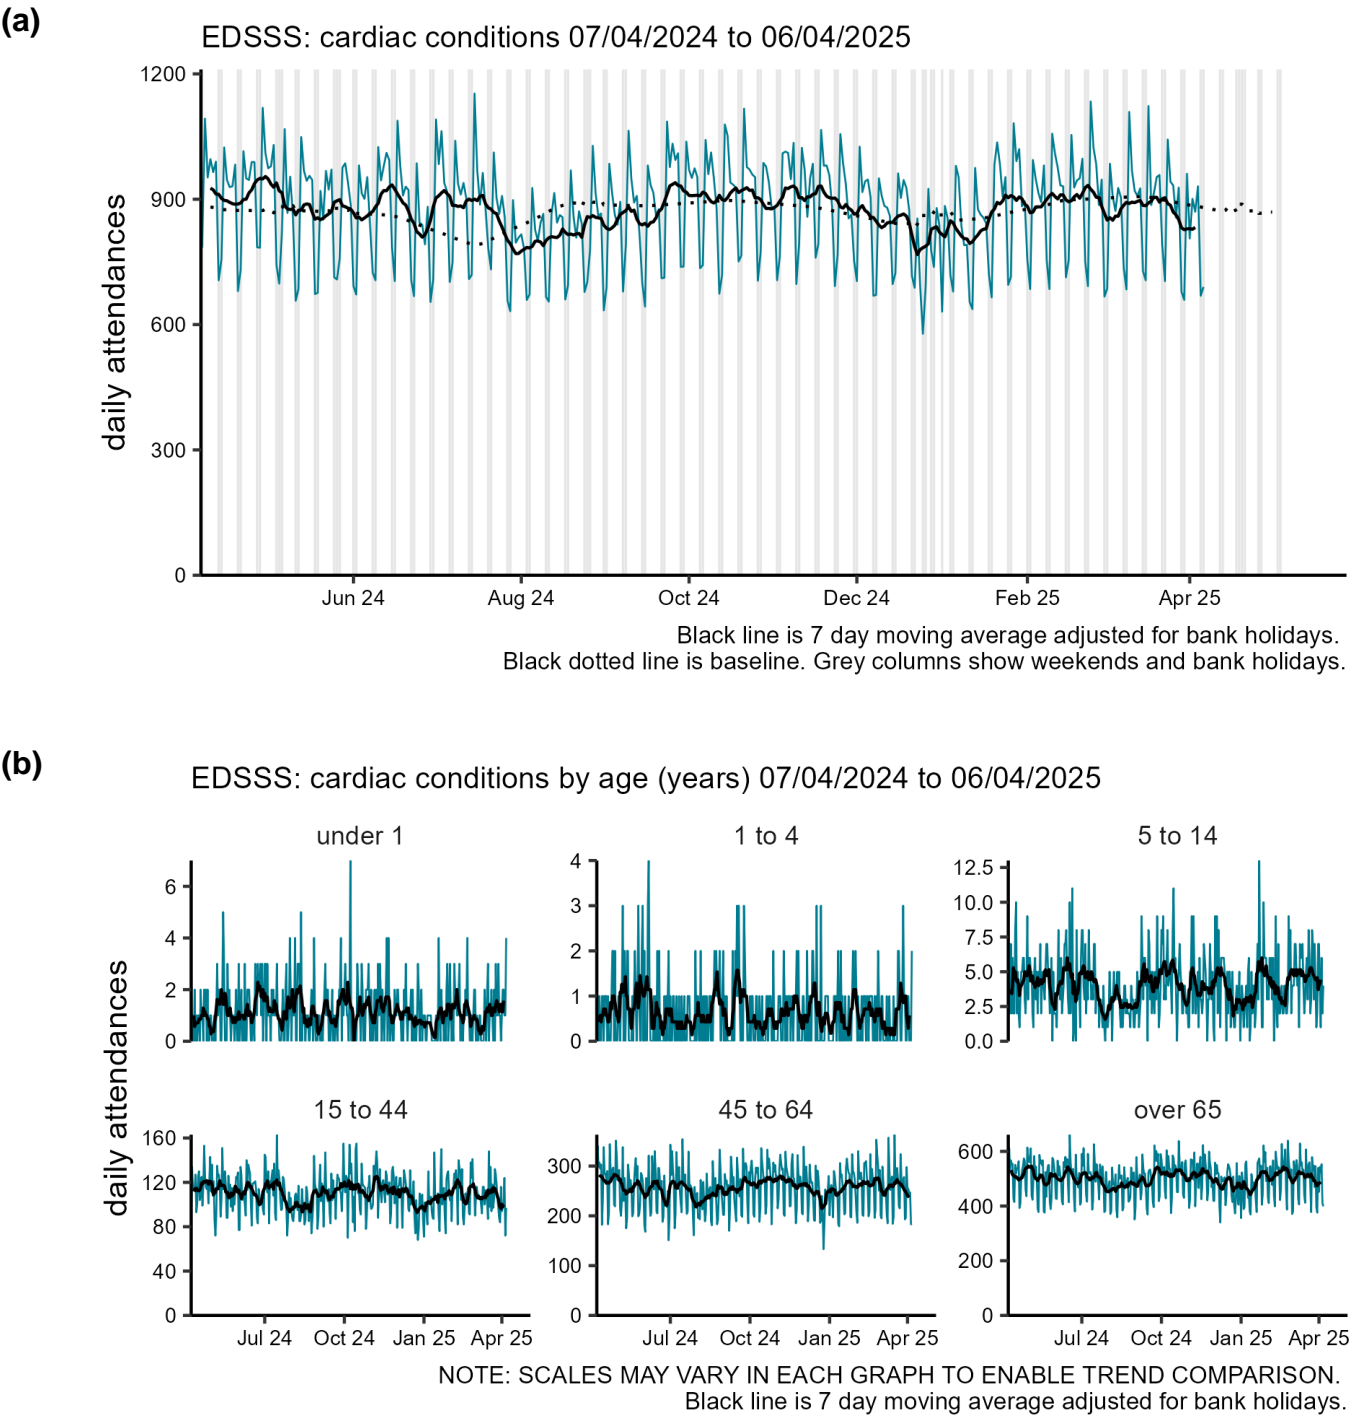 (a)
EDSSS: cardiac conditions 07/04/2024 to 06/04/2025
1200
900
600
300
0
daily attendances
Jun 24 Aug 24 Oct 24 Dec 24 Feb 25 Apr 25
Black line is 7 day moving average adjusted for bank holidays.
Black dotted line is baseline. Grey columns show weekends and bank holidays.
(b)
EDSSS: cardiac conditions by age (years) 07/04/2024 to 06/04/2025
daily attendances
under 1
6
4
2
0
1 to 4
4
3
2
1
0
5 to 14
12.5
10.0
7.5
5.0
2.5
0.0
15 to 44
160
120
80
40
0
Jul 24 Oct 24 Jan 25 Apr 25
45 to 64
300
200
100
0
Jul 24 Oct 24 Jan 25 Apr 25
over 65
600
400
200
0
Jul 24 Oct 24 Jan 25 Apr 25
NOTE: SCALES MAY VARY IN EACH GRAPH TO ENABLE TREND COMPARISON.
Black line is 7 day moving average adjusted for bank holidays.